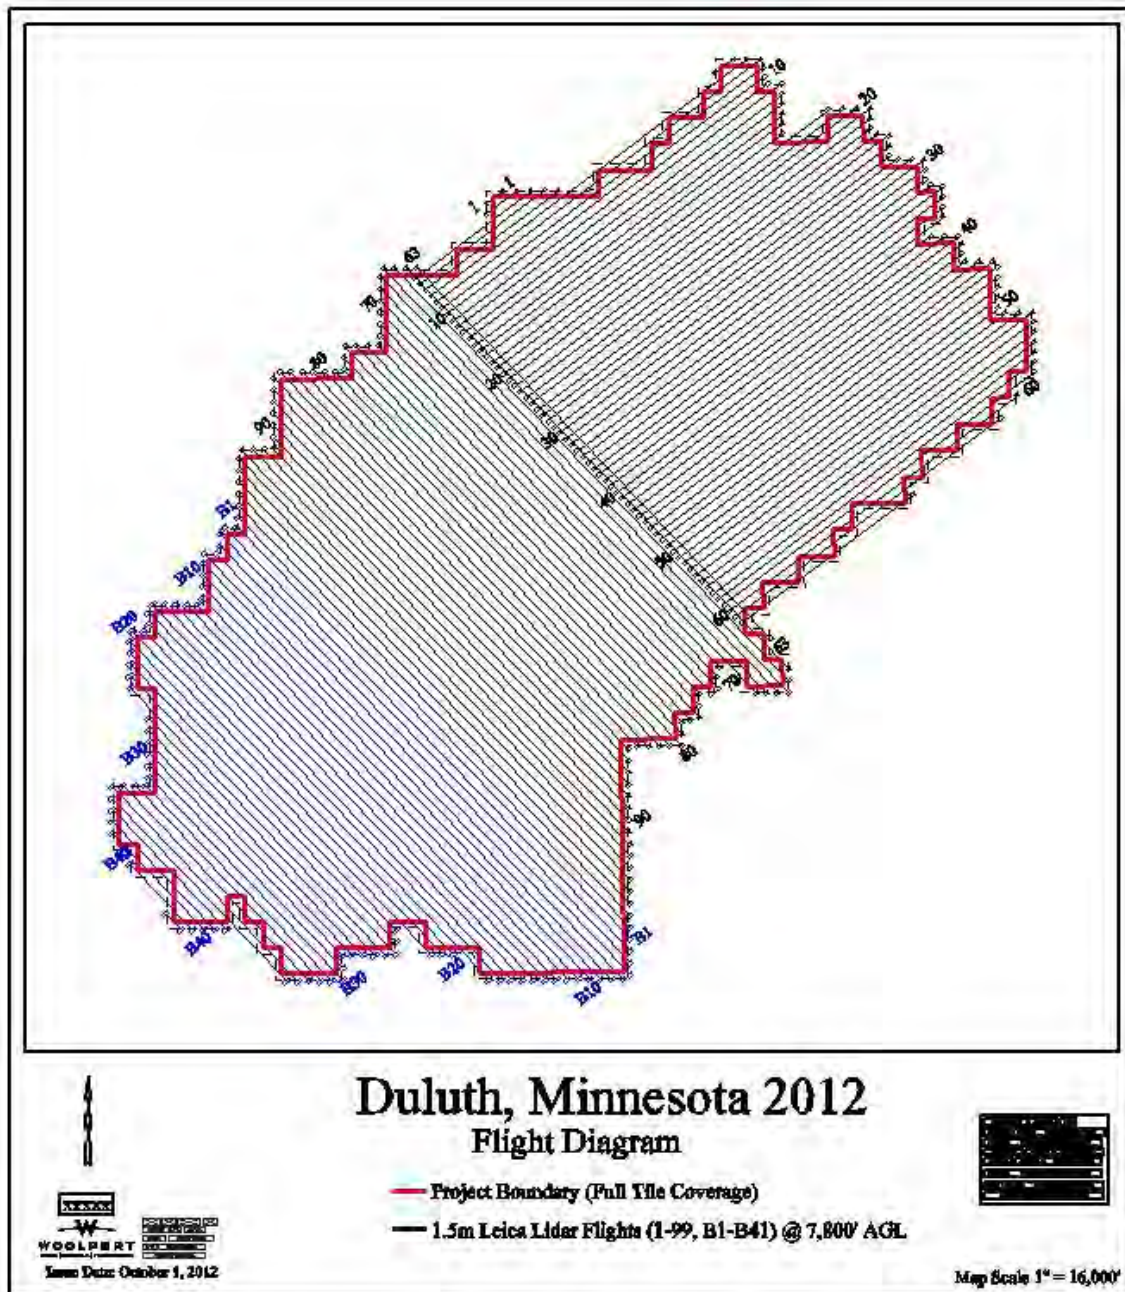 10
20
30
1
1
40
63
50
70
10
80
20
60
30
90
40
B1
50
B10
60
B20
63
70
B30
80
90
B40
B40
B1
B20
B30
B10
Duluth, Minnesota 2012
Flight Diagram
Project Boundary (Full Tile Coverage)
XXXXX
1.5m Leica Lidar Flights (1-99, B1-B41) @ 7,800' AGL
W
WOOLPERT
Issue Date: October 1, 2012
Map Scale 1" = 16,000'